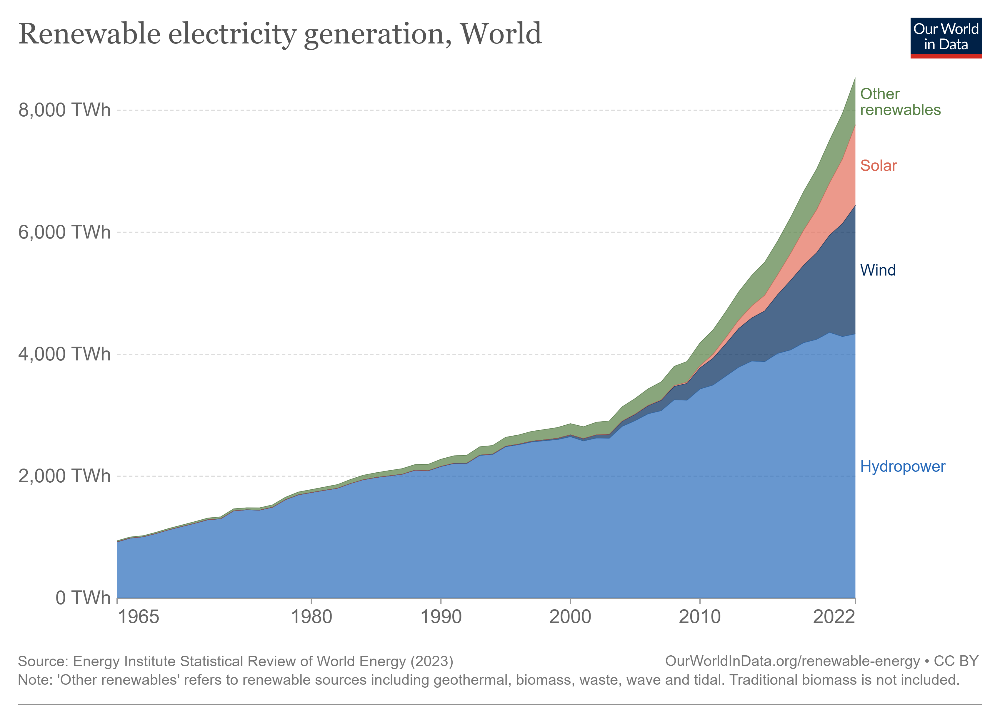 Renewable electricity generation, World
Our World
in Data
8,000 TWh
6,000 TWh
4,000 TWh
2,000 TWh
0 TWh
Other
renewables
Solar
Wind
Hydropower
1965
1980
1990
2000
2010
2022
Source: Energy Institute Statistical Review of World Energy (2023)
OurWorldInData.org/renewable-energy • CC BY
Note: 'Other renewables' refers to renewable sources including geothermal, biomass, waste, wave and tidal. Traditional biomass is not included.